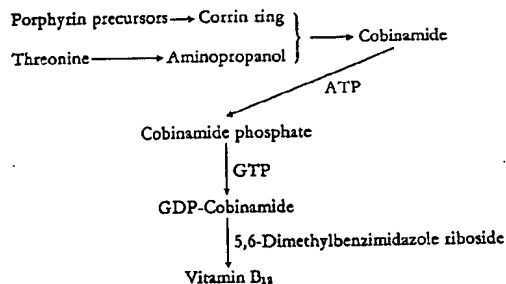 Porphyrin precursors → Corrin ring
Threonine → Aminopropanol
Cobinamide
ATP
Cobinamide phosphate
GTP
GDP-Cobinamide
5,6-Dimethylbenzimidazole riboside
Vitamin B₁₂